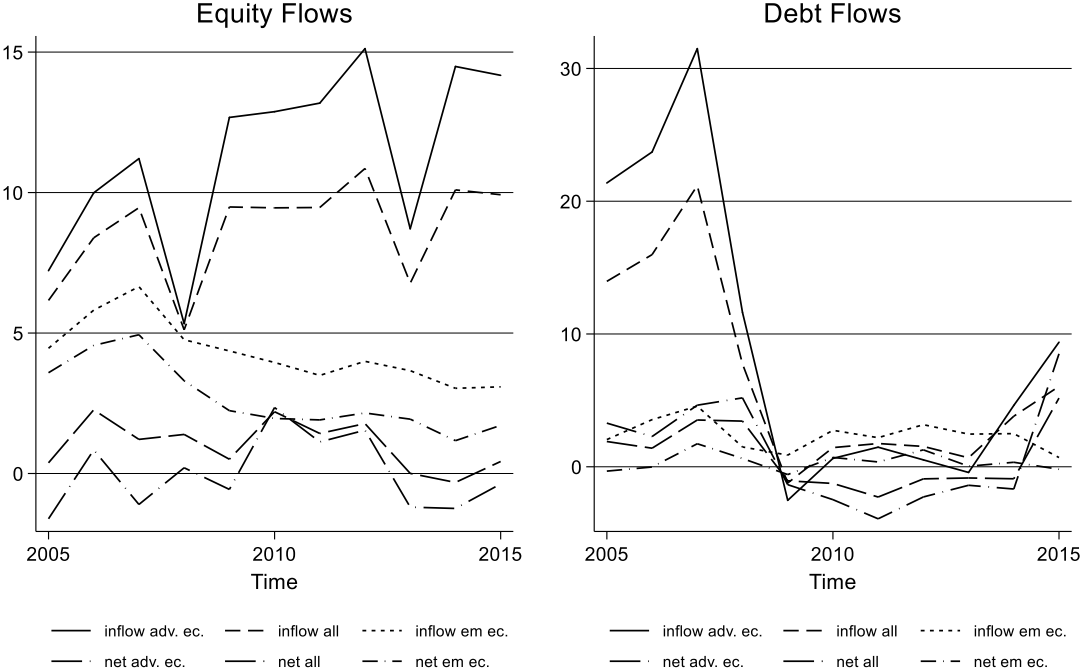 Equity Flows
15
10
5
0
2005 2010 2015
Time
inflow adv. ec. inflow all inflow em ec.
net adv. ec. net all net em ec.
Debt Flows
30
20
10
0
2005 2010 2015
Time
inflow adv. ec. inflow all inflow em ec.
net adv. ec. net all net em ec.